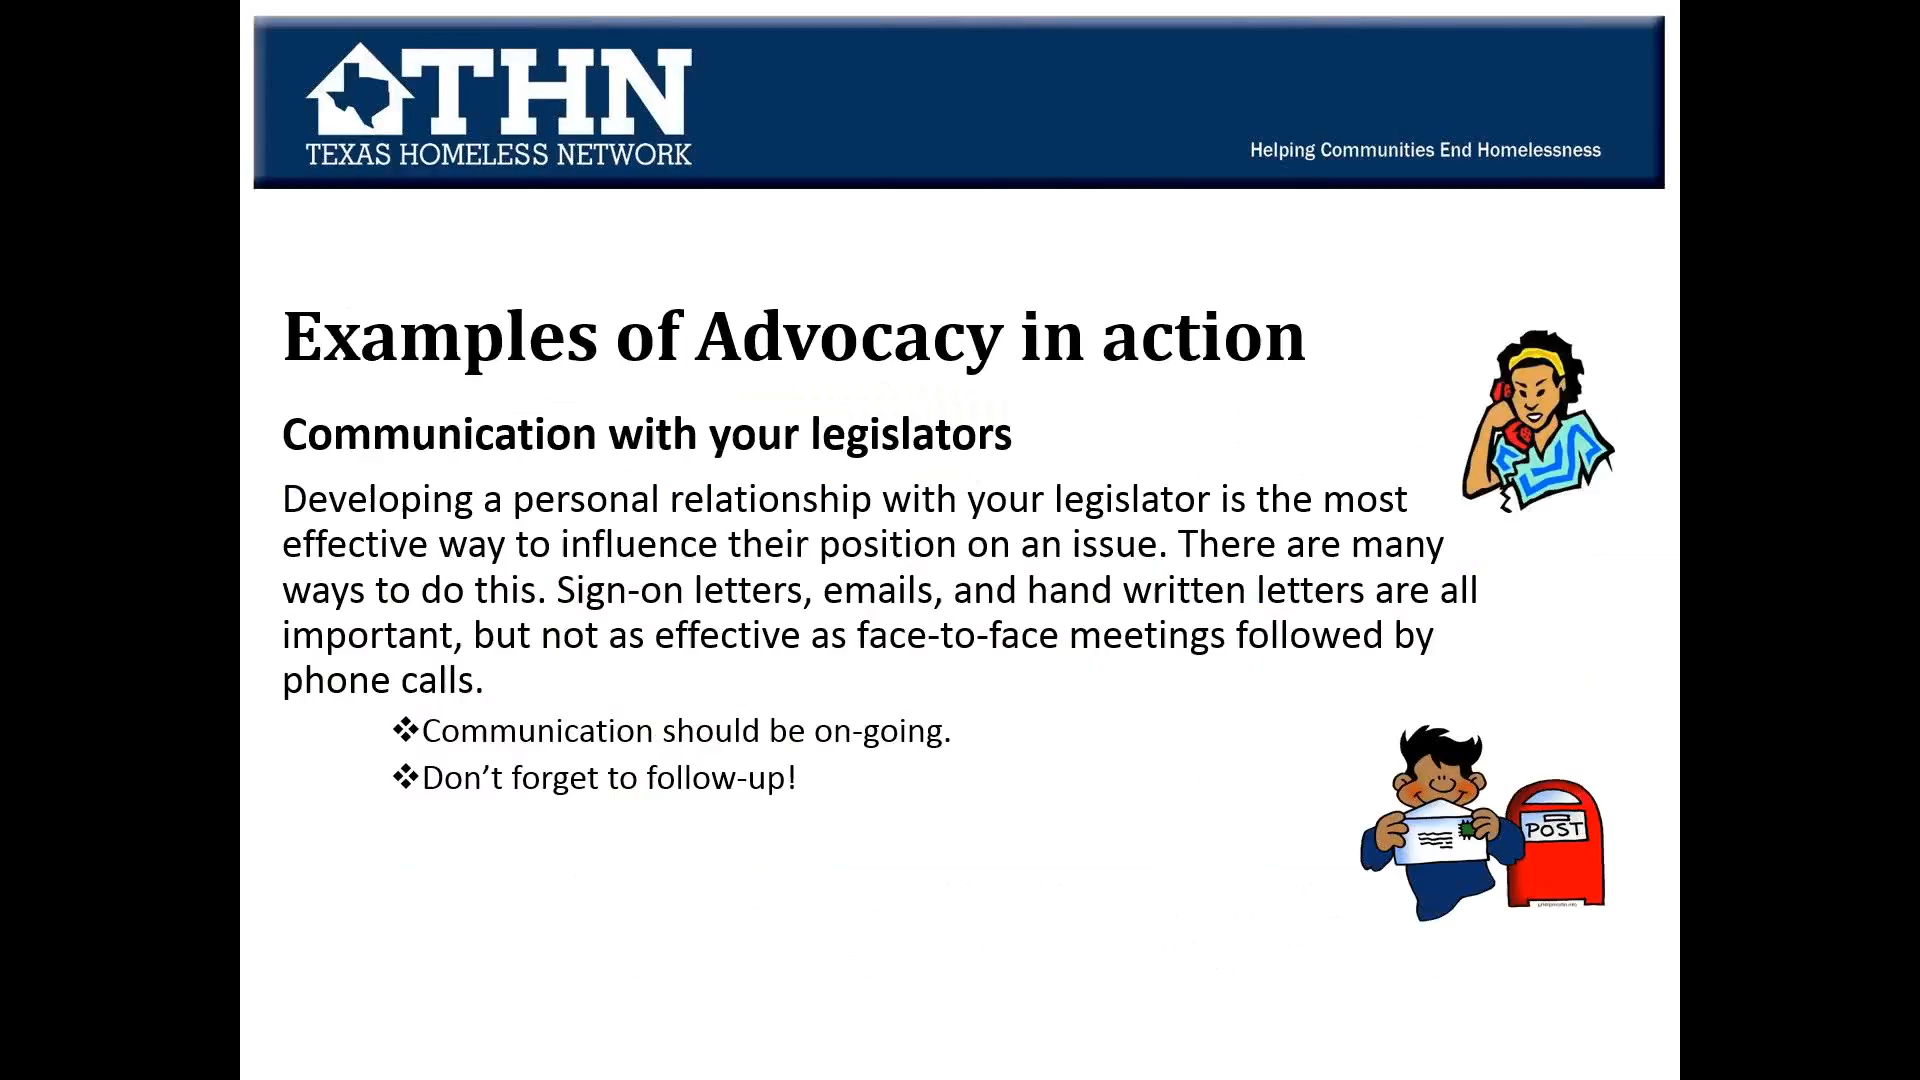 THN
TEXAS HOMELESS NETWORK
Helping Communities End Homelessness
Examples of Advocacy in action
Communication with your legislators
Developing a personal relationship with your legislator is the most
effective way to influence their position on an issue. There are many
ways to do this. Sign-on letters, emails, and hand written letters are all
important, but not as effective as face-to-face meetings followed by
phone calls.
❖Communication should be on-going.
❖Don’t forget to follow-up!
POST